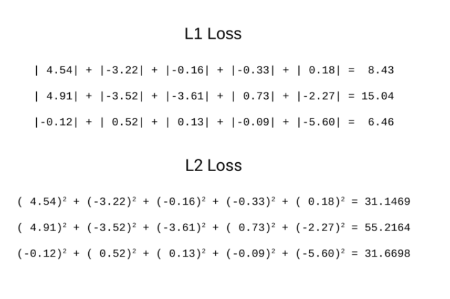 L1 Loss
| 4.54| + |-3.22| + |-0.16| + |-0.33| + | 0.18| =  8.43
| 4.91| + |-3.52| + |-3.61| + | 0.73| + |-2.27| = 15.04
|-0.12| + | 0.52| + | 0.13| + |-0.09| + |-5.60| =  6.46
L2 Loss
( 4.54)² + (-3.22)² + (-0.16)² + (-0.33)² + ( 0.18)² = 31.1469
( 4.91)² + (-3.52)² + (-3.61)² + ( 0.73)² + (-2.27)² = 55.2164
(-0.12)² + ( 0.52)² + ( 0.13)² + (-0.09)² + (-5.60)² = 31.6698